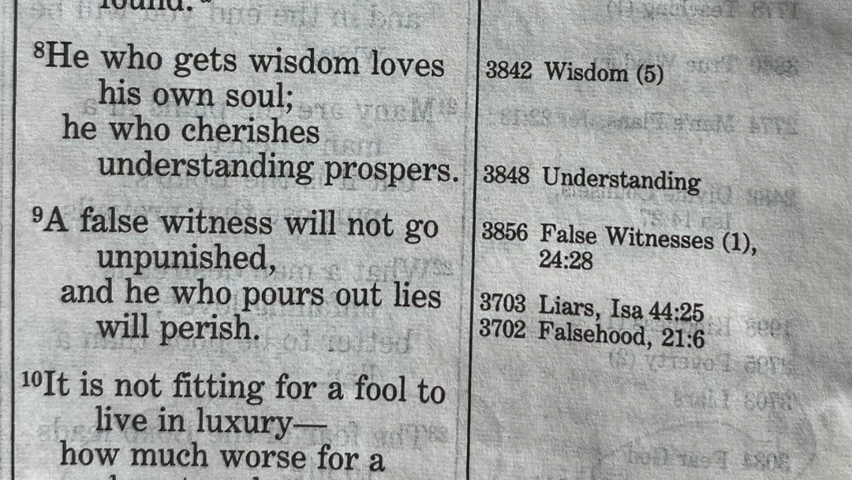 found."
⁸He who gets wisdom loves
his own soul;
he who cherishes
understanding prospers.
⁹A false witness will not go
unpunished,
and he who pours out lies
will perish.
¹⁰It is not fitting for a fool to
live in luxury—
how much worse for a
3842 Wisdom (5)
3848 Understanding
3856 False Witnesses (1),
24:28
3703 Liars, Isa 44:25
3702 Falsehood, 21:6